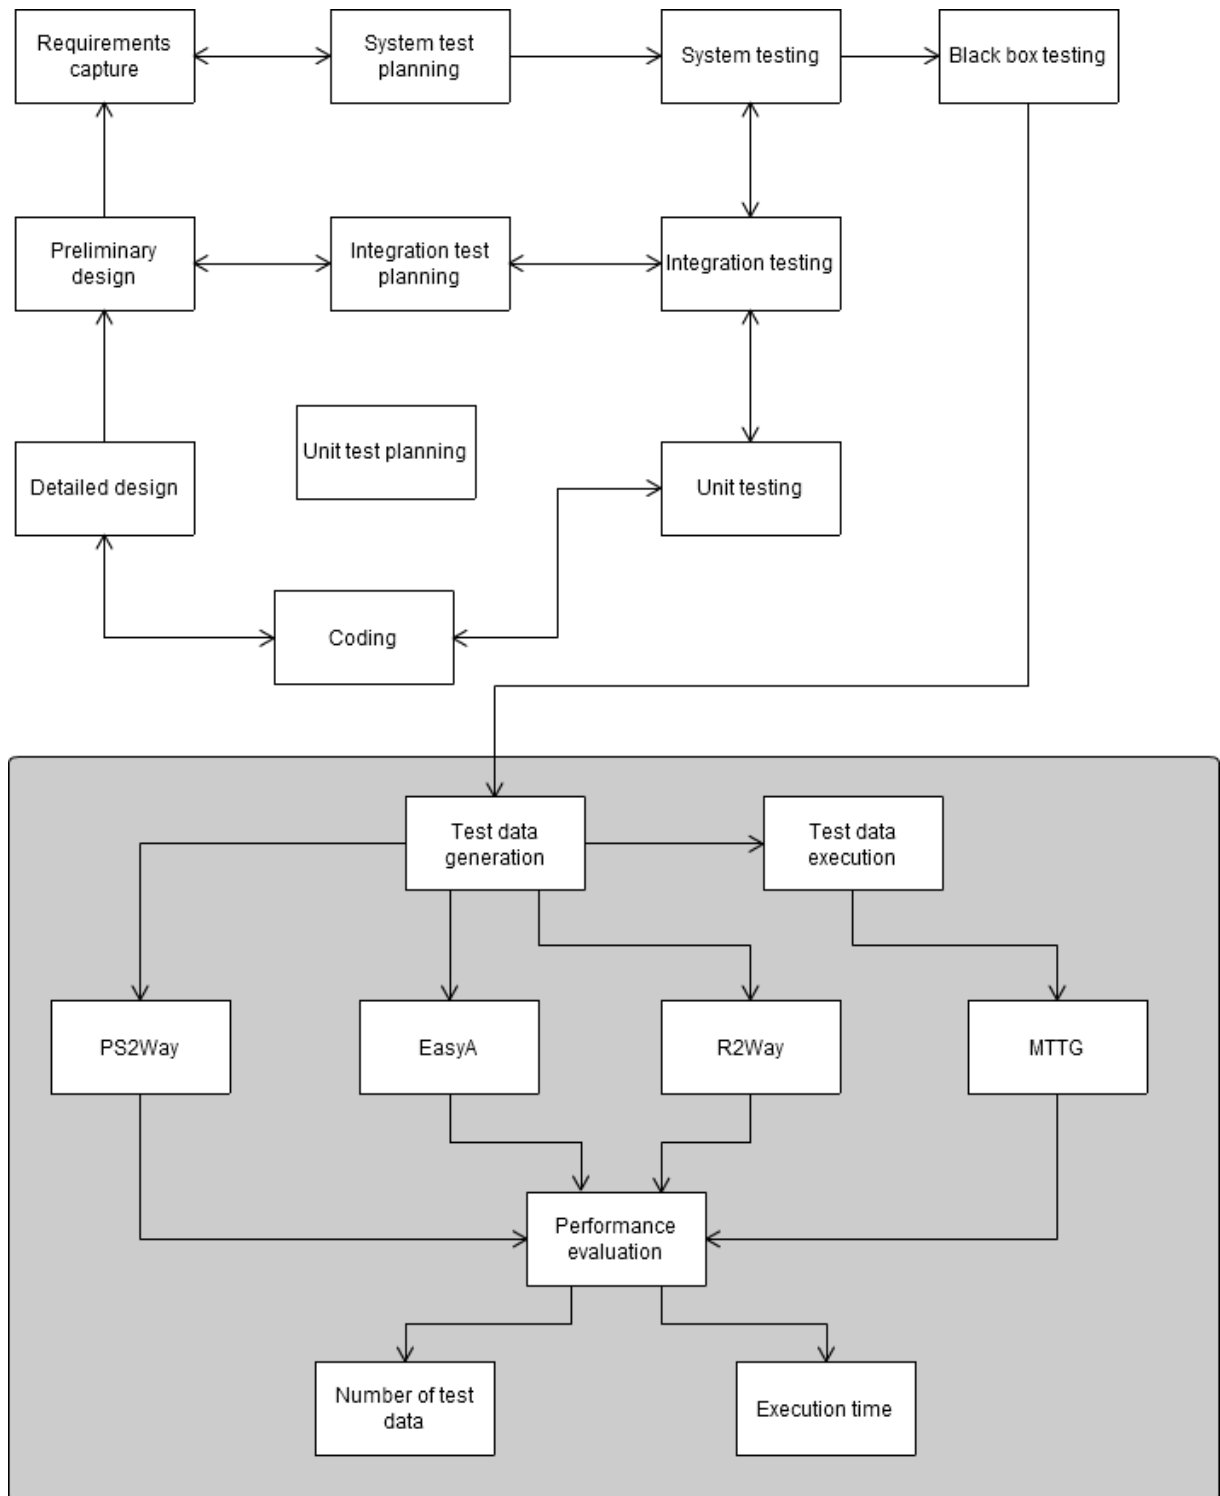 Requirements
capture
System test
planning
System testing
Black box testing
Preliminary
design
Integration test
planning
Integration testing
Unit test planning
Detailed design
Unit testing
Coding
Test data
generation
Test data
execution
PS2Way
EasyA
R2Way
MTTG
Performance
evaluation
Number of test
data
Execution time